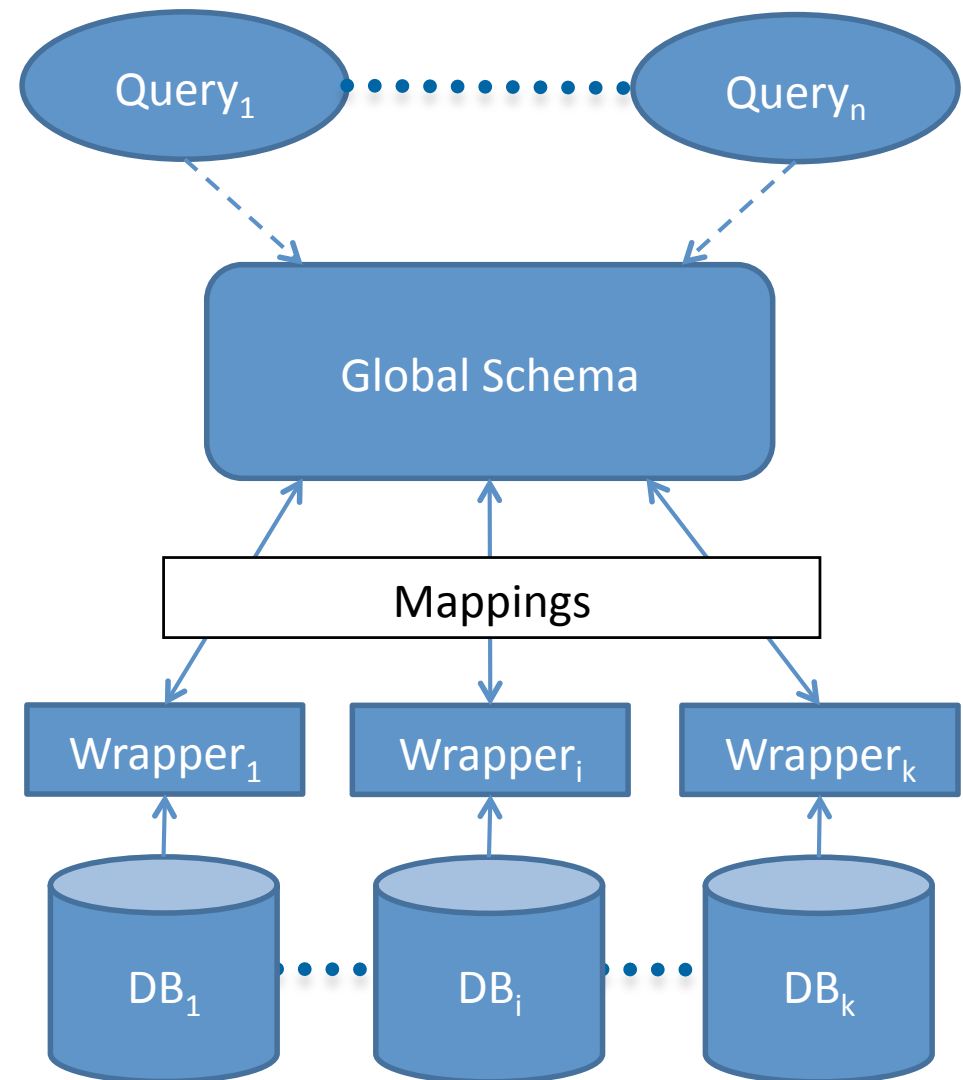 Query₁
Queryₙ
Global Schema
Mappings
Wrapper₁
Wrapperᵢ
Wrapperₖ
DB₁
DBᵢ
DBₖ